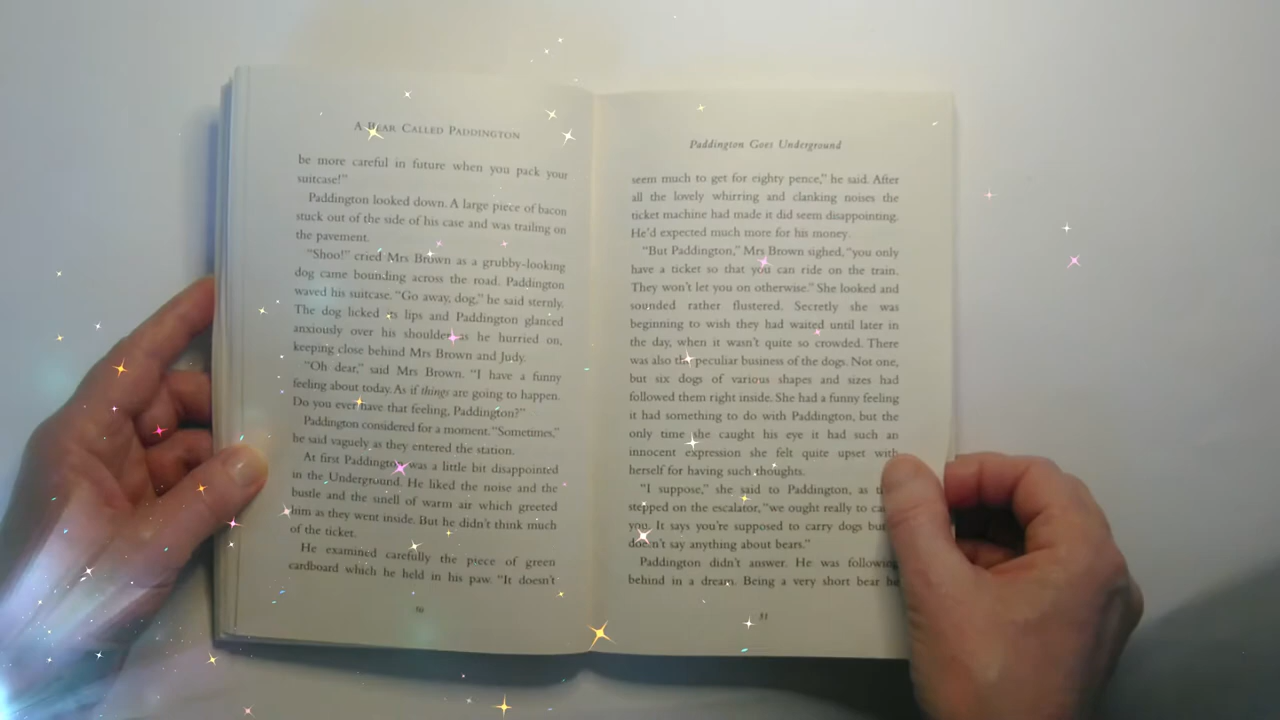 A BEAR CALLED PADDINGTON
be more careful in future when you pack your
suitcase!”
Paddington looked down. A large piece of bacon
stuck out of the side of his case and was trailing on
the pavement.
“Shoo!” cried Mrs Brown as a grubby-looking
dog came bounding across the road. Paddington
waved his suitcase. “Go away, dog,” he said sternly.
The dog licked its lips and Paddington glanced
anxiously over his shoulder as he hurried on,
keeping close behind Mrs Brown and Judy.
“Oh dear,” said Mrs Brown. “I have a funny
feeling about today. As if things are going to happen.
Do you ever have that feeling, Paddington?”
Paddington considered for a moment. “Sometimes,”
he said vaguely as they entered the station.
At first Paddington was a little bit disappointed
in the Underground. He liked the noise and the
bustle and the smell of warm air which greeted
him as they went inside. But he didn’t think much
of the ticket.
He examined carefully the piece of green
cardboard which he held in his paw. “It doesn’t
50
Paddington Goes Underground
seem much to get for eighty pence,” he said. After
all the lovely whirring and clanking noises the
ticket machine had made it did seem disappointing.
He’d expected much more for his money.
“But Paddington,” Mrs Brown sighed, “you only
have a ticket so that you can ride on the train.
They won’t let you on otherwise.” She looked and
sounded rather flustered. Secretly she was
beginning to wish they had waited until later in
the day, when it wasn’t quite so crowded. There
was also the peculiar business of the dogs. Not one,
but six dogs of various shapes and sizes had
followed them right inside. She had a funny feeling
it had something to do with Paddington, but the
only time she caught his eye it had such an
innocent expression she felt quite upset with
herself for having such thoughts.
“I suppose,” she said to Paddington, as
stepped on the escalator, “we ought really to
you. It says you’re supposed to carry dogs but
doesn’t say anything about bears.”
Paddington didn’t answer. He was following
behind in a dream. Being a very short bear he
51